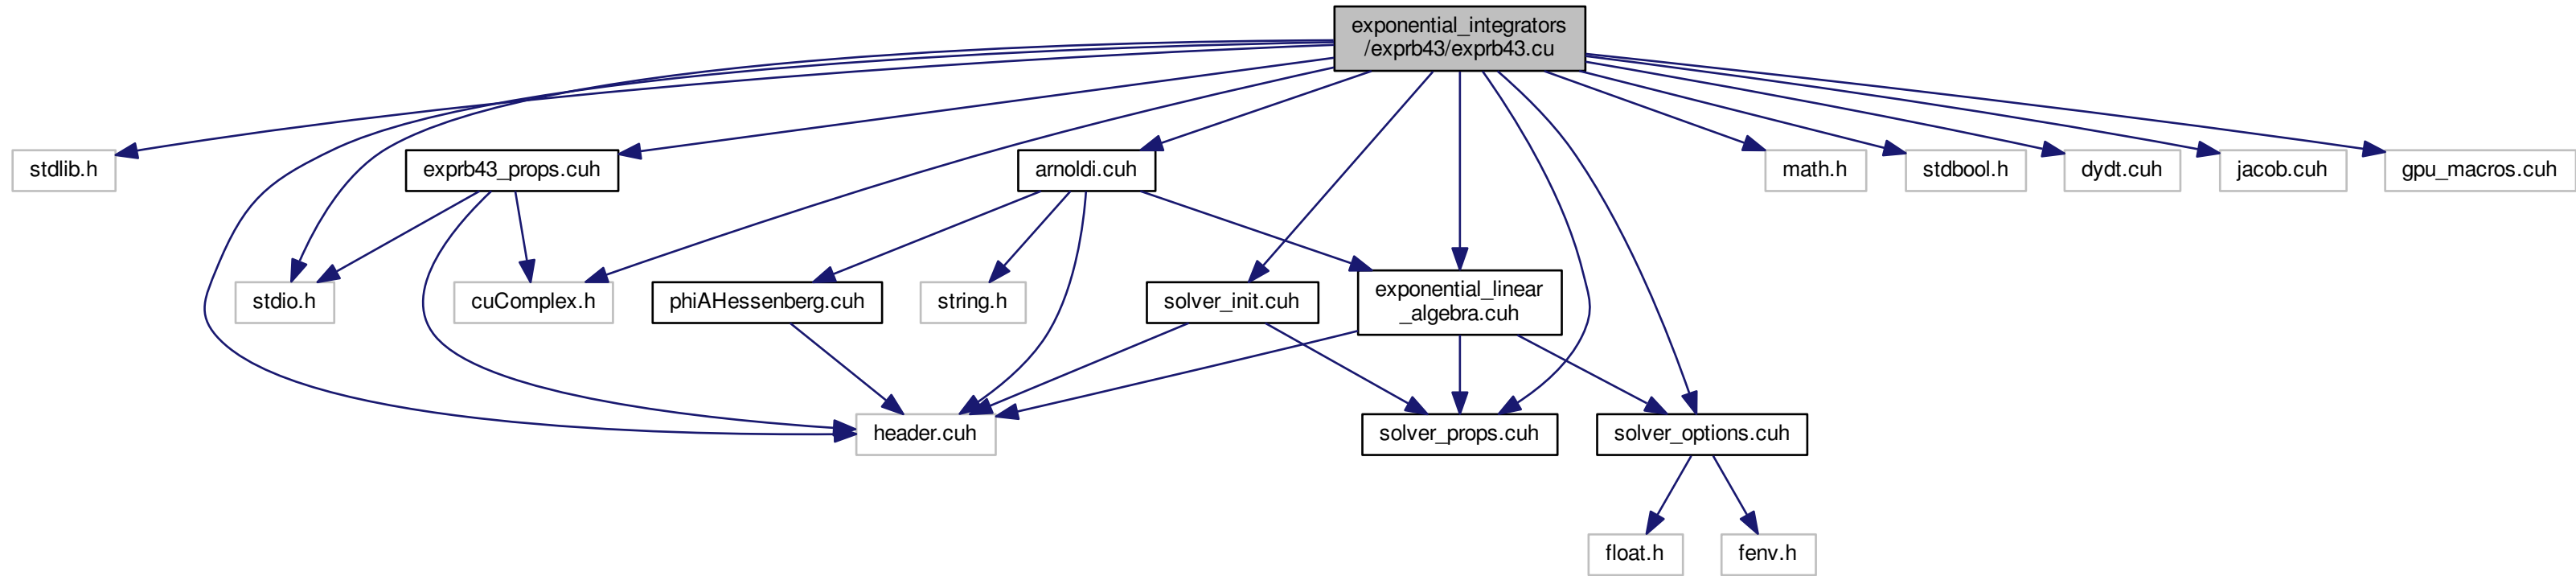 exponential_integrators
/exprb43/exprb43.cu
stdlib.h
exprb43_props.cuh
arnoldi.cuh
math.h
stdbool.h
dydt.cuh
jacob.cuh
gpu_macros.cuh
stdio.h
cuComplex.h
phiAHessenberg.cuh
string.h
solver_init.cuh
exponential_linear
_algebra.cuh
header.cuh
solver_props.cuh
solver_options.cuh
float.h
fenv.h